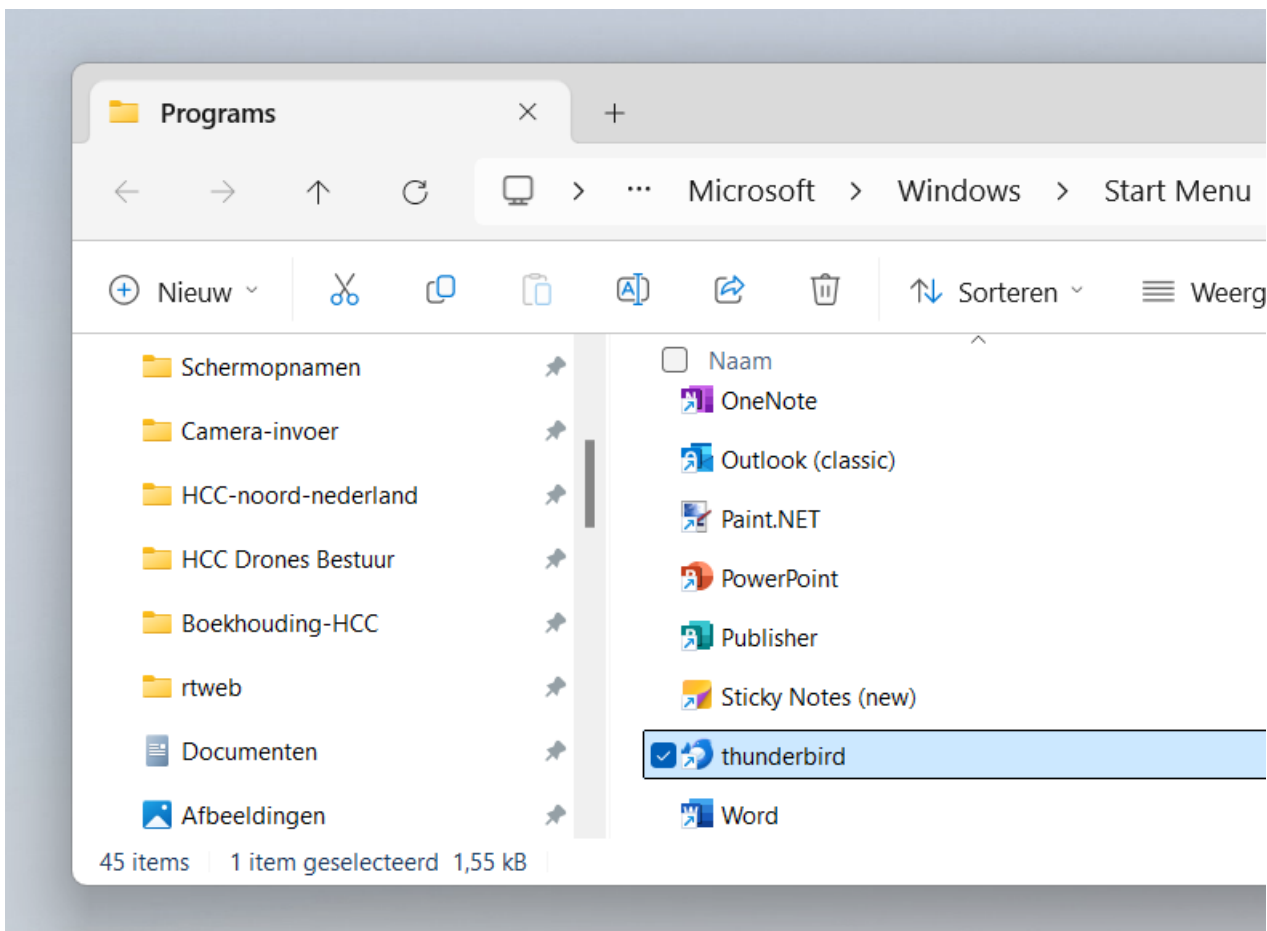 Programs
Microsoft > Windows > Start Menu
Nieuw
Sorteren
Weerg
Schermopnamen
Camera-invoer
HCC-noord-nederland
HCC Drones Bestuur
Boekhouding-HCC
rtweb
Documenten
Afbeeldingen
Naam
OneNote
Outlook (classic)
Paint.NET
PowerPoint
Publisher
Sticky Notes (new)
thunderbird
Word
45 items 1 item geselecteerd 1,55 kB